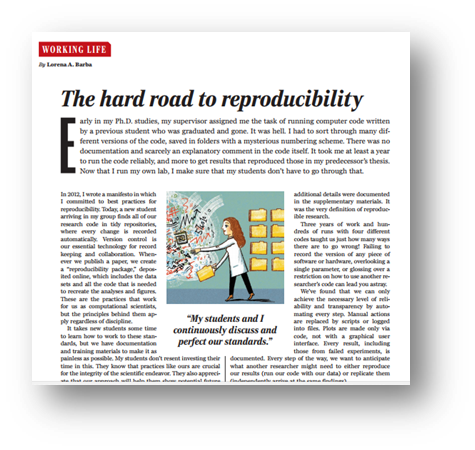 WORKING LIFE
By Lorena A. Barba
The hard road to reproducibility
Early in my Ph.D. studies, my supervisor assigned me the task of running computer code written
by a previous student who was graduated and gone. It was hell. I had to sort through many dif-
ferent versions of the code, saved in folders with a mysterious numbering scheme. There was no
documentation and scarcely an explanatory comment in the code itself. It took me at least a year
to run the code reliably, and more to get results that reproduced those in my predecessor's thesis.
Now that I run my own lab, I make sure that my students don't have to go through that.
In 2012, I wrote a manifesto in which
I committed to best practices for
reproducibility. Today, a new student
arriving in my group finds all of our
research code in tidy repositories,
where every change is recorded
automatically. Version control is
our essential technology for record
keeping and collaboration. When-
ever we publish a paper, we create
a "reproducibility package," depos-
ited online, which includes the data
sets and all the code that is needed
to recreate the analyses and figures.
These are the practices that work
for us as computational scientists,
but the principles behind them ap-
ply regardless of discipline.
It takes new students some time
to learn how to work to these stan-
dards, but we have documentation
and training materials to make it as
painless as possible. My students don't resent investing their
time in this. They know that practices like ours are crucial
for the integrity of the scientific endeavor. They also appreci-
ate that our approach will help them show potential future
"My students and I
continuously discuss and
perfect our standards."
additional details were documented
in the supplementary materials. It
was the very definition of reproduc-
ible research.
Three years of work and hun-
dreds of runs with four different
codes taught us just how many ways
there are to go wrong! Failing to
record the version of any piece of
software or hardware, overlooking a
single parameter, or glossing over a
restriction on how to use another re-
searcher's code can lead you astray.
We've found that we can only
achieve the necessary level of reli-
ability and transparency by auto-
mating every step. Manual actions
are replaced by scripts or logged
into files. Plots are made only via
code, not with a graphical user
interface. Every result, including
those from failed experiments, is
documented. Every step of the way, we want to anticipate
what another researcher might need to either reproduce
our results (run our code with our data) or replicate them
(independently arrive at the same findings).